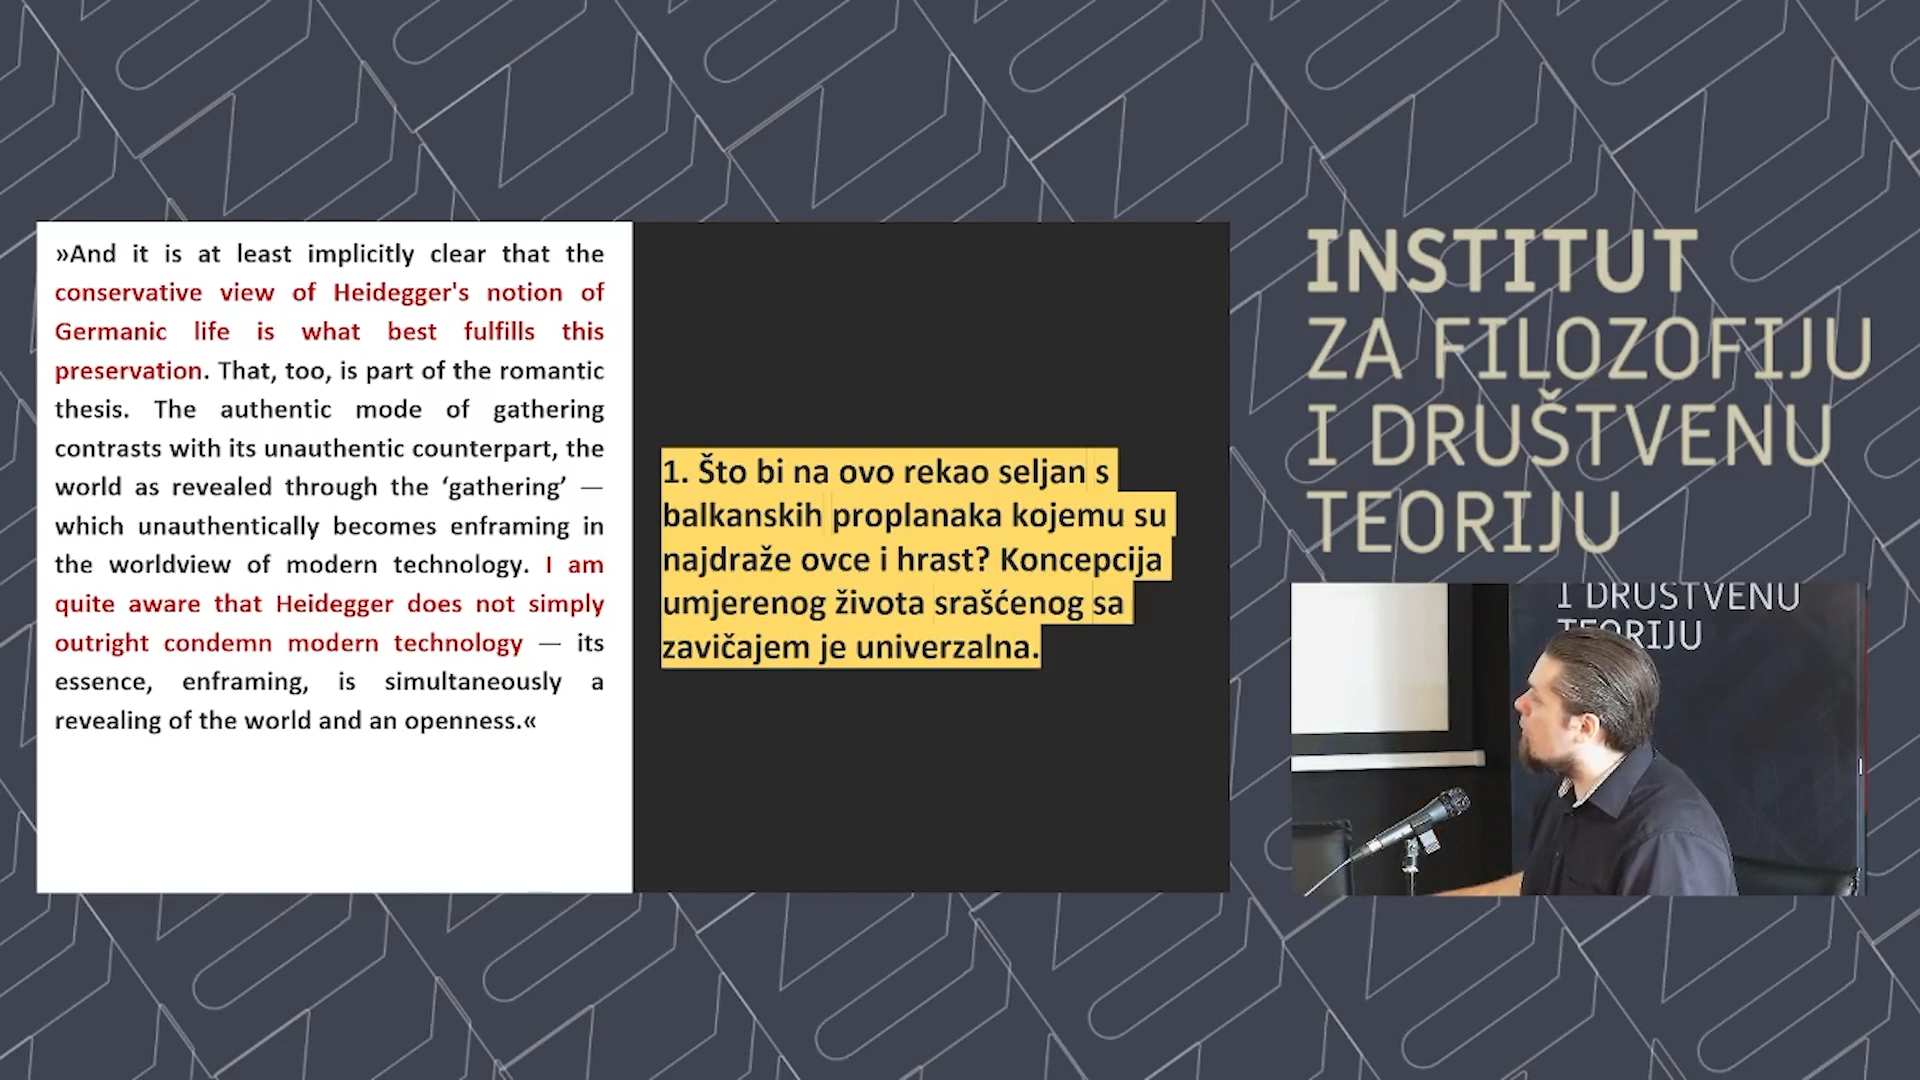 »And it is at least implicitly clear that the
conservative view of Heidegger's notion of
Germanic life is what best fulfills this
preservation. That, too, is part of the romantic
thesis. The authentic mode of gathering
contrasts with its unauthentic counterpart, the
world as revealed through the ‘gathering’ —
which unauthentically becomes enframing in
the worldview of modern technology. I am
quite aware that Heidegger does not simply
outright condemn modern technology — its
essence, enframing, is simultaneously a
revealing of the world and an openness.«
1. Što bi na ovo rekao seljan s
balkanskih proplanaka kojemu su
najdraže ovce i hrast? Koncepcija
umjerenog života srašćenog sa
zavičajem je univerzalna.
INSTITUT
ZA FILOZOFIJU
I DRUŠTVENU
TEORIJU
I DRUŠTVENU
TEORIJU